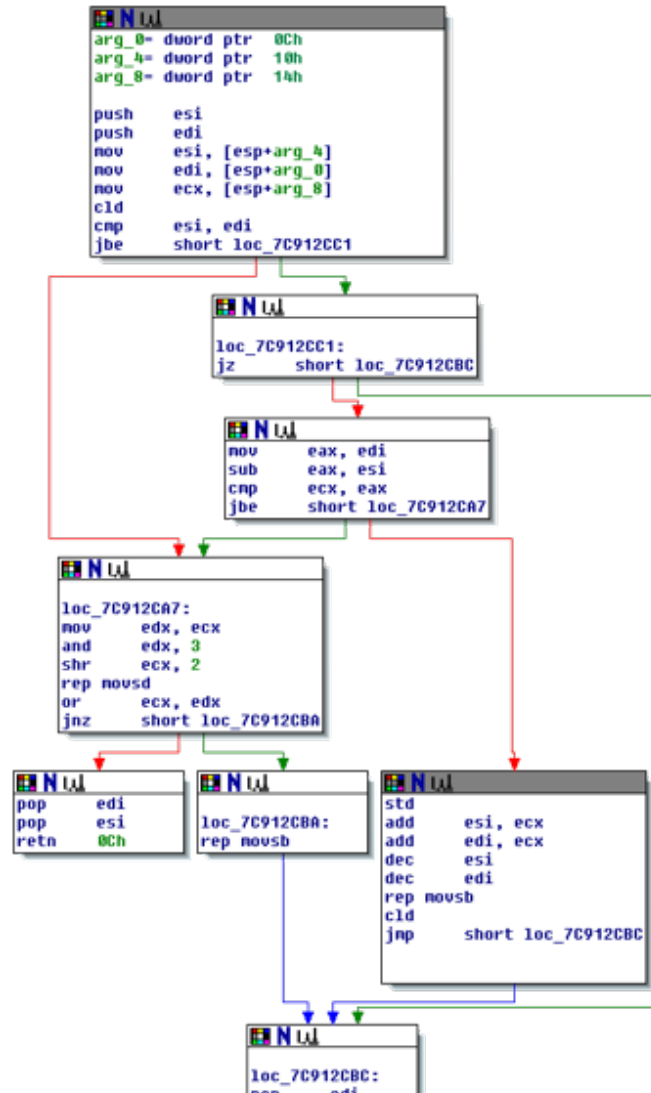 arg_0= dword ptr  0Ch
arg_4= dword ptr  10h
arg_8= dword ptr  14h
push    esi
push    edi
mov     esi, [esp+arg_4]
mov     edi, [esp+arg_0]
mov     ecx, [esp+arg_8]
cld
cmp     esi, edi
jbe     short loc_7C912CC1
loc_7C912CC1:
jz      short loc_7C912CBC
mov     eax, edi
sub     eax, esi
cmp     ecx, eax
jbe     short loc_7C912CA7
loc_7C912CA7:
mov     edx, ecx
and     edx, 3
shr     ecx, 2
rep movsd
or      ecx, edx
jnz     short loc_7C912CBA
pop     edi
pop     esi
retn    0Ch
loc_7C912CBA:
rep movsb
std
add     esi, ecx
add     edi, ecx
dec     esi
dec     edi
rep movsb
cld
jmp     short loc_7C912CBC
loc_7C912CBC:
pop     edi